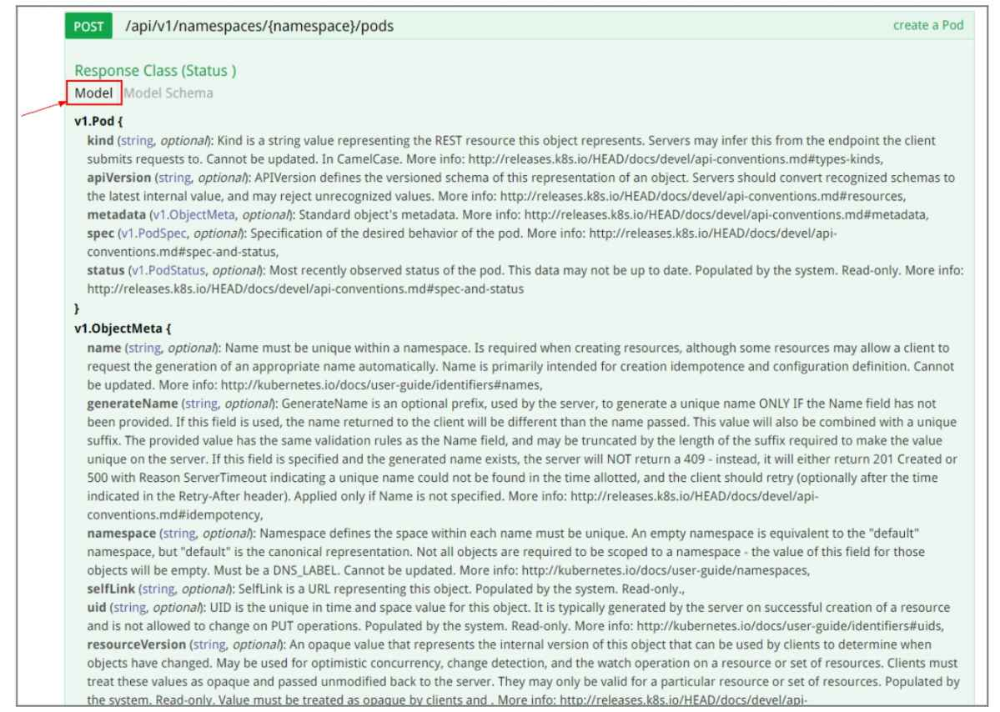 POST /api/v1/namespaces/{namespace}/pods create a Pod
Response Class (Status )
Model Model Schema
v1.Pod {
kind (string, optional): Kind is a string value representing the REST resource this object represents. Servers may infer this from the endpoint the client
submits requests to. Cannot be updated. In CamelCase. More info: http://releases.k8s.io/HEAD/docs/devel/api-conventions.md#types-kinds,
apiVersion (string, optional): APIVersion defines the versioned schema of this representation of an object. Servers should convert recognized schemas to
the latest internal value, and may reject unrecognized values. More info: http://releases.k8s.io/HEAD/docs/devel/api-conventions.md#resources,
metadata (v1.ObjectMeta, optional): Standard object's metadata. More info: http://releases.k8s.io/HEAD/docs/devel/api-conventions.md#metadata,
spec (v1.PodSpec, optional): Specification of the desired behavior of the pod. More info: http://releases.k8s.io/HEAD/docs/devel/api-
conventions.md#spec-and-status,
status (v1.PodStatus, optional): Most recently observed status of the pod. This data may not be up to date. Populated by the system. Read-only. More info:
http://releases.k8s.io/HEAD/docs/devel/api-conventions.md#spec-and-status
}
v1.ObjectMeta {
name (string, optional): Name must be unique within a namespace. Is required when creating resources, although some resources may allow a client to
request the generation of an appropriate name automatically. Name is primarily intended for creation idempotence and configuration definition. Cannot
be updated. More info: http://kubernetes.io/docs/user-guide/identifiers#names,
generateName (string, optional): GenerateName is an optional prefix, used by the server, to generate a unique name ONLY IF the Name field has not
been provided. If this field is used, the name returned to the client will be different than the name passed. This value will also be combined with a unique
suffix. The provided value has the same validation rules as the Name field, and may be truncated by the length of the suffix required to make the value
unique on the server. If this field is specified and the generated name exists, the server will NOT return a 409 - instead, it will either return 201 Created or
500 with Reason ServerTimeout indicating a unique name could not be found in the time allotted, and the client should retry (optionally after the time
indicated in the Retry-After header). Applied only if Name is not specified. More info: http://releases.k8s.io/HEAD/docs/devel/api-
conventions.md#idempotency,
namespace (string, optional): Namespace defines the space within each name must be unique. An empty namespace is equivalent to the "default"
namespace, but "default" is the canonical representation. Not all objects are required to be scoped to a namespace - the value of this field for those
objects will be empty. Must be a DNS_LABEL. Cannot be updated. More info: http://kubernetes.io/docs/user-guide/namespaces,
selfLink (string, optional): SelfLink is a URL representing this object. Populated by the system. Read-only.,
uid (string, optional): UID is the unique in time and space value for this object. It is typically generated by the server on successful creation of a resource
and is not allowed to change on PUT operations. Populated by the system. Read-only. More info: http://kubernetes.io/docs/user-guide/identifiers#uids,
resourceVersion (string, optional): An opaque value that represents the internal version of this object that can be used by clients to determine when
objects have changed. May be used for optimistic concurrency, change detection, and the watch operation on a resource or set of resources. Clients must
treat these values as opaque and passed unmodified back to the server. They may only be valid for a particular resource or set of resources. Populated by
the system. Read-only. Value must be treated as opaque by clients and . More info: http://releases.k8s.io/HEAD/docs/devel/api-